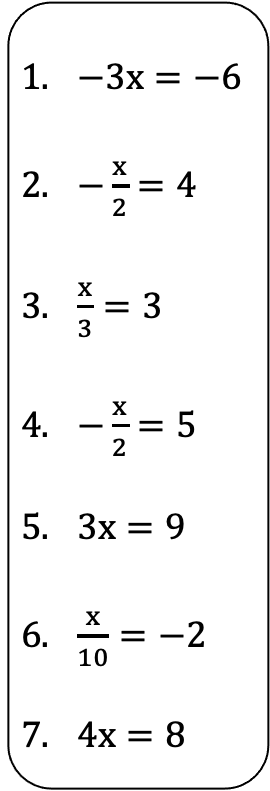 1. −3x = −6
2. −x/2 = 4
3. x/3 = 3
4. −x/2 = 5
5. 3x = 9
6. x/10 = −2
7. 4x = 8